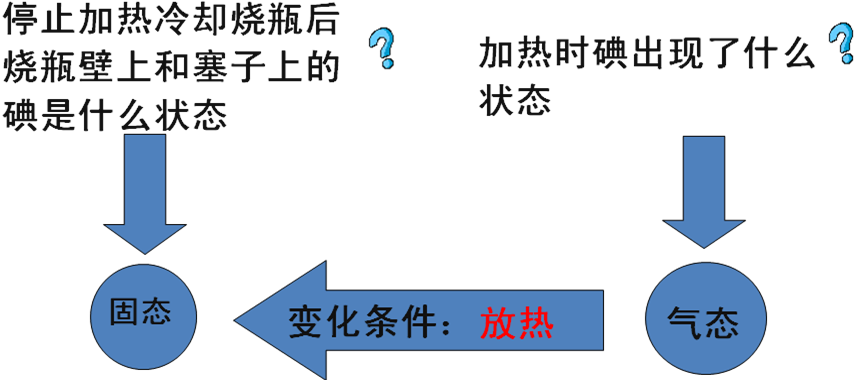 停止加热冷却烧瓶后
烧瓶壁上和塞子上的
碘是什么状态
?
加热时碘出现了什么
状态
?
固态
变化条件：放热
气态